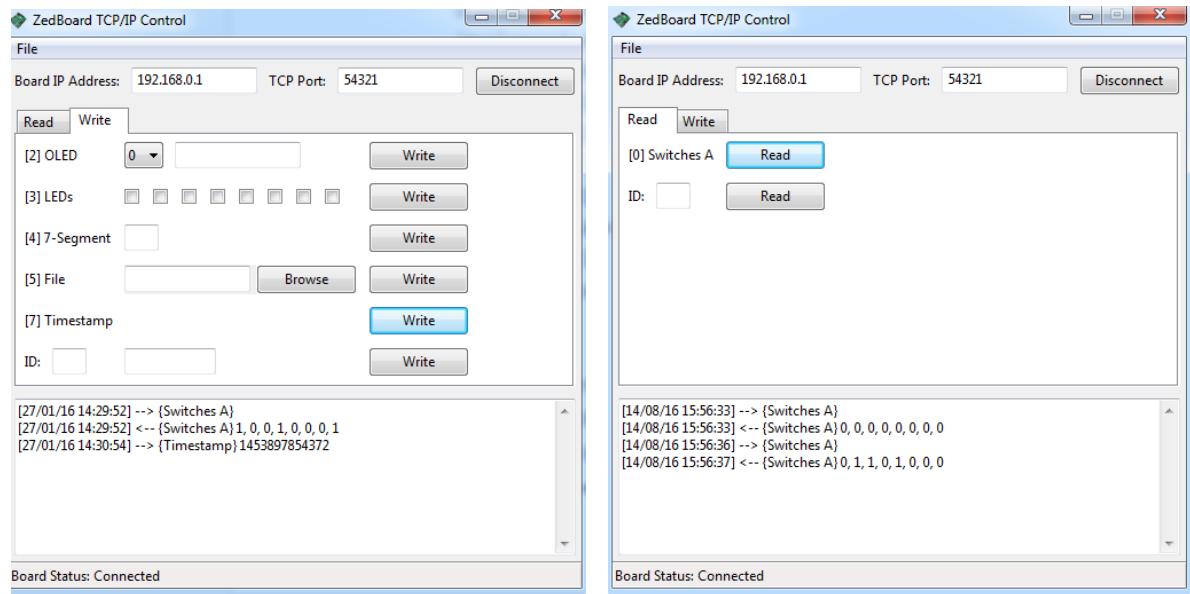 ZedBoard TCP/IP Control
File
Board IP Address: 192.168.0.1 TCP Port: 54321 Disconnect
Read Write
[2] OLED 0 Write
[3] LEDs Write
[4] 7-Segment Write
[5] File Browse Write
[7] Timestamp Write
ID: Write
[27/01/16 14:29:52] --> {Switches A}
[27/01/16 14:29:52] <-- {Switches A} 1, 0, 0, 1, 0, 0, 0, 1
[27/01/16 14:30:54] --> {Timestamp} 1453897854372
Board Status: Connected
ZedBoard TCP/IP Control
File
Board IP Address: 192.168.0.1 TCP Port: 54321 Disconnect
Read Write
[0] Switches A Read
ID: Read
[14/08/16 15:56:33] --> {Switches A}
[14/08/16 15:56:33] <-- {Switches A} 0, 0, 0, 0, 0, 0, 0, 0
[14/08/16 15:56:36] --> {Switches A}
[14/08/16 15:56:37] <-- {Switches A} 0, 1, 1, 0, 1, 0, 0, 0
Board Status: Connected